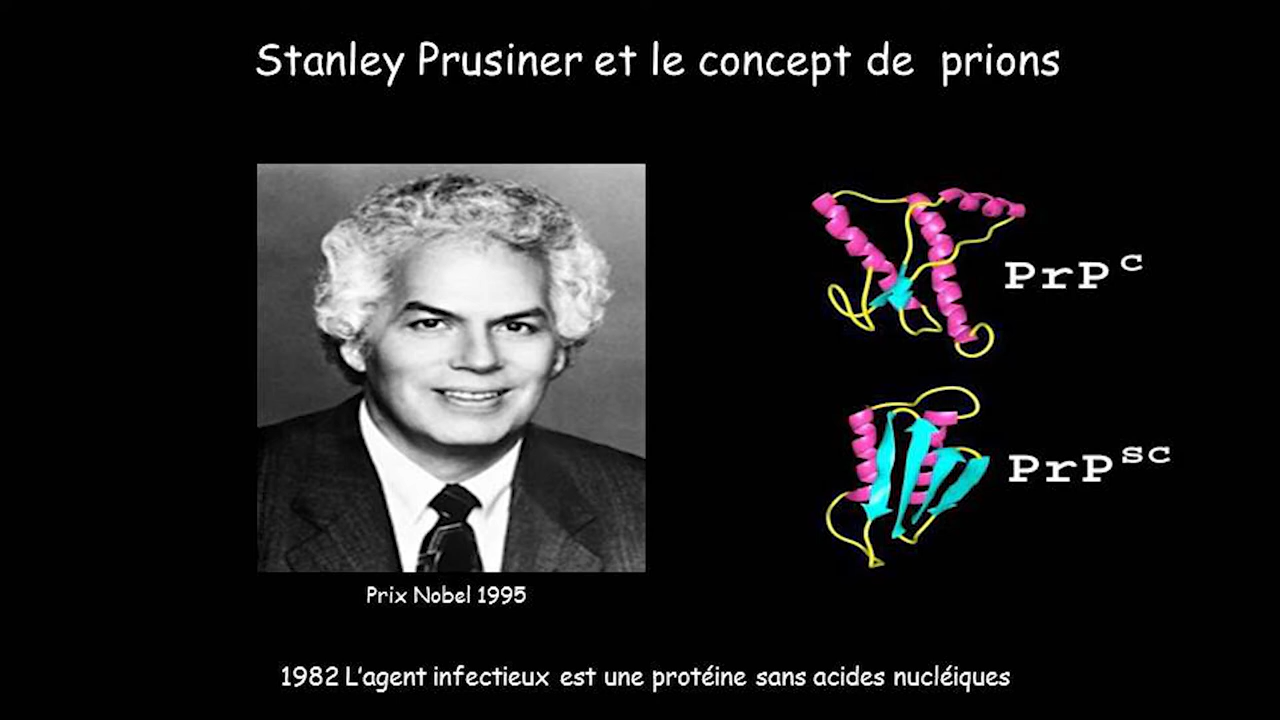 Stanley Prusiner et le concept de prions
PrP^C
PrP^SC
Prix Nobel 1995
1982 L'agent infectieux est une protéine sans acides nucléiques